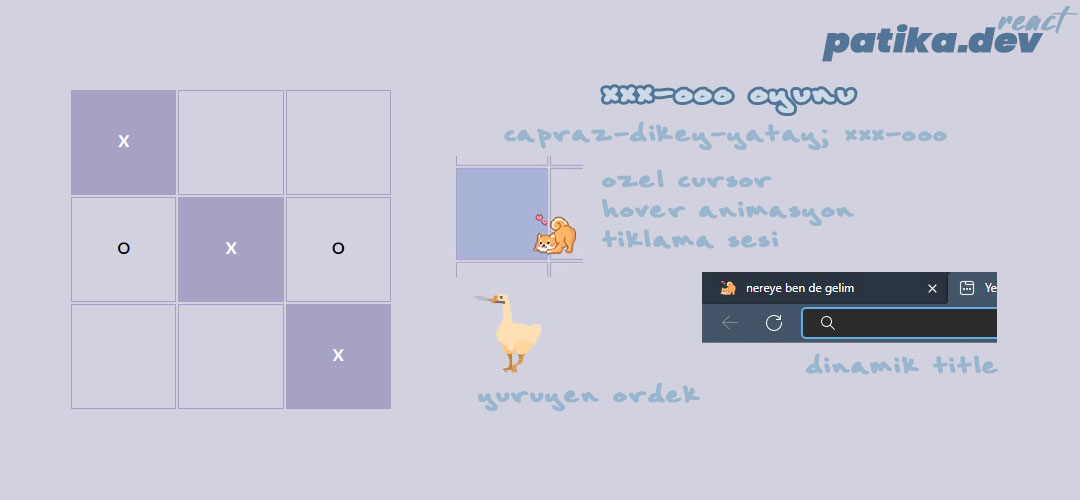 react
patika.dev
xxx-ooo oyunu
capraz-dikey-yatay; xxx-ooo
X
O X O
X
ozel cursor
hover animasyon
tiklama sesi
nereye ben de gelim
Ye
dinamik title
yuruyen ordek